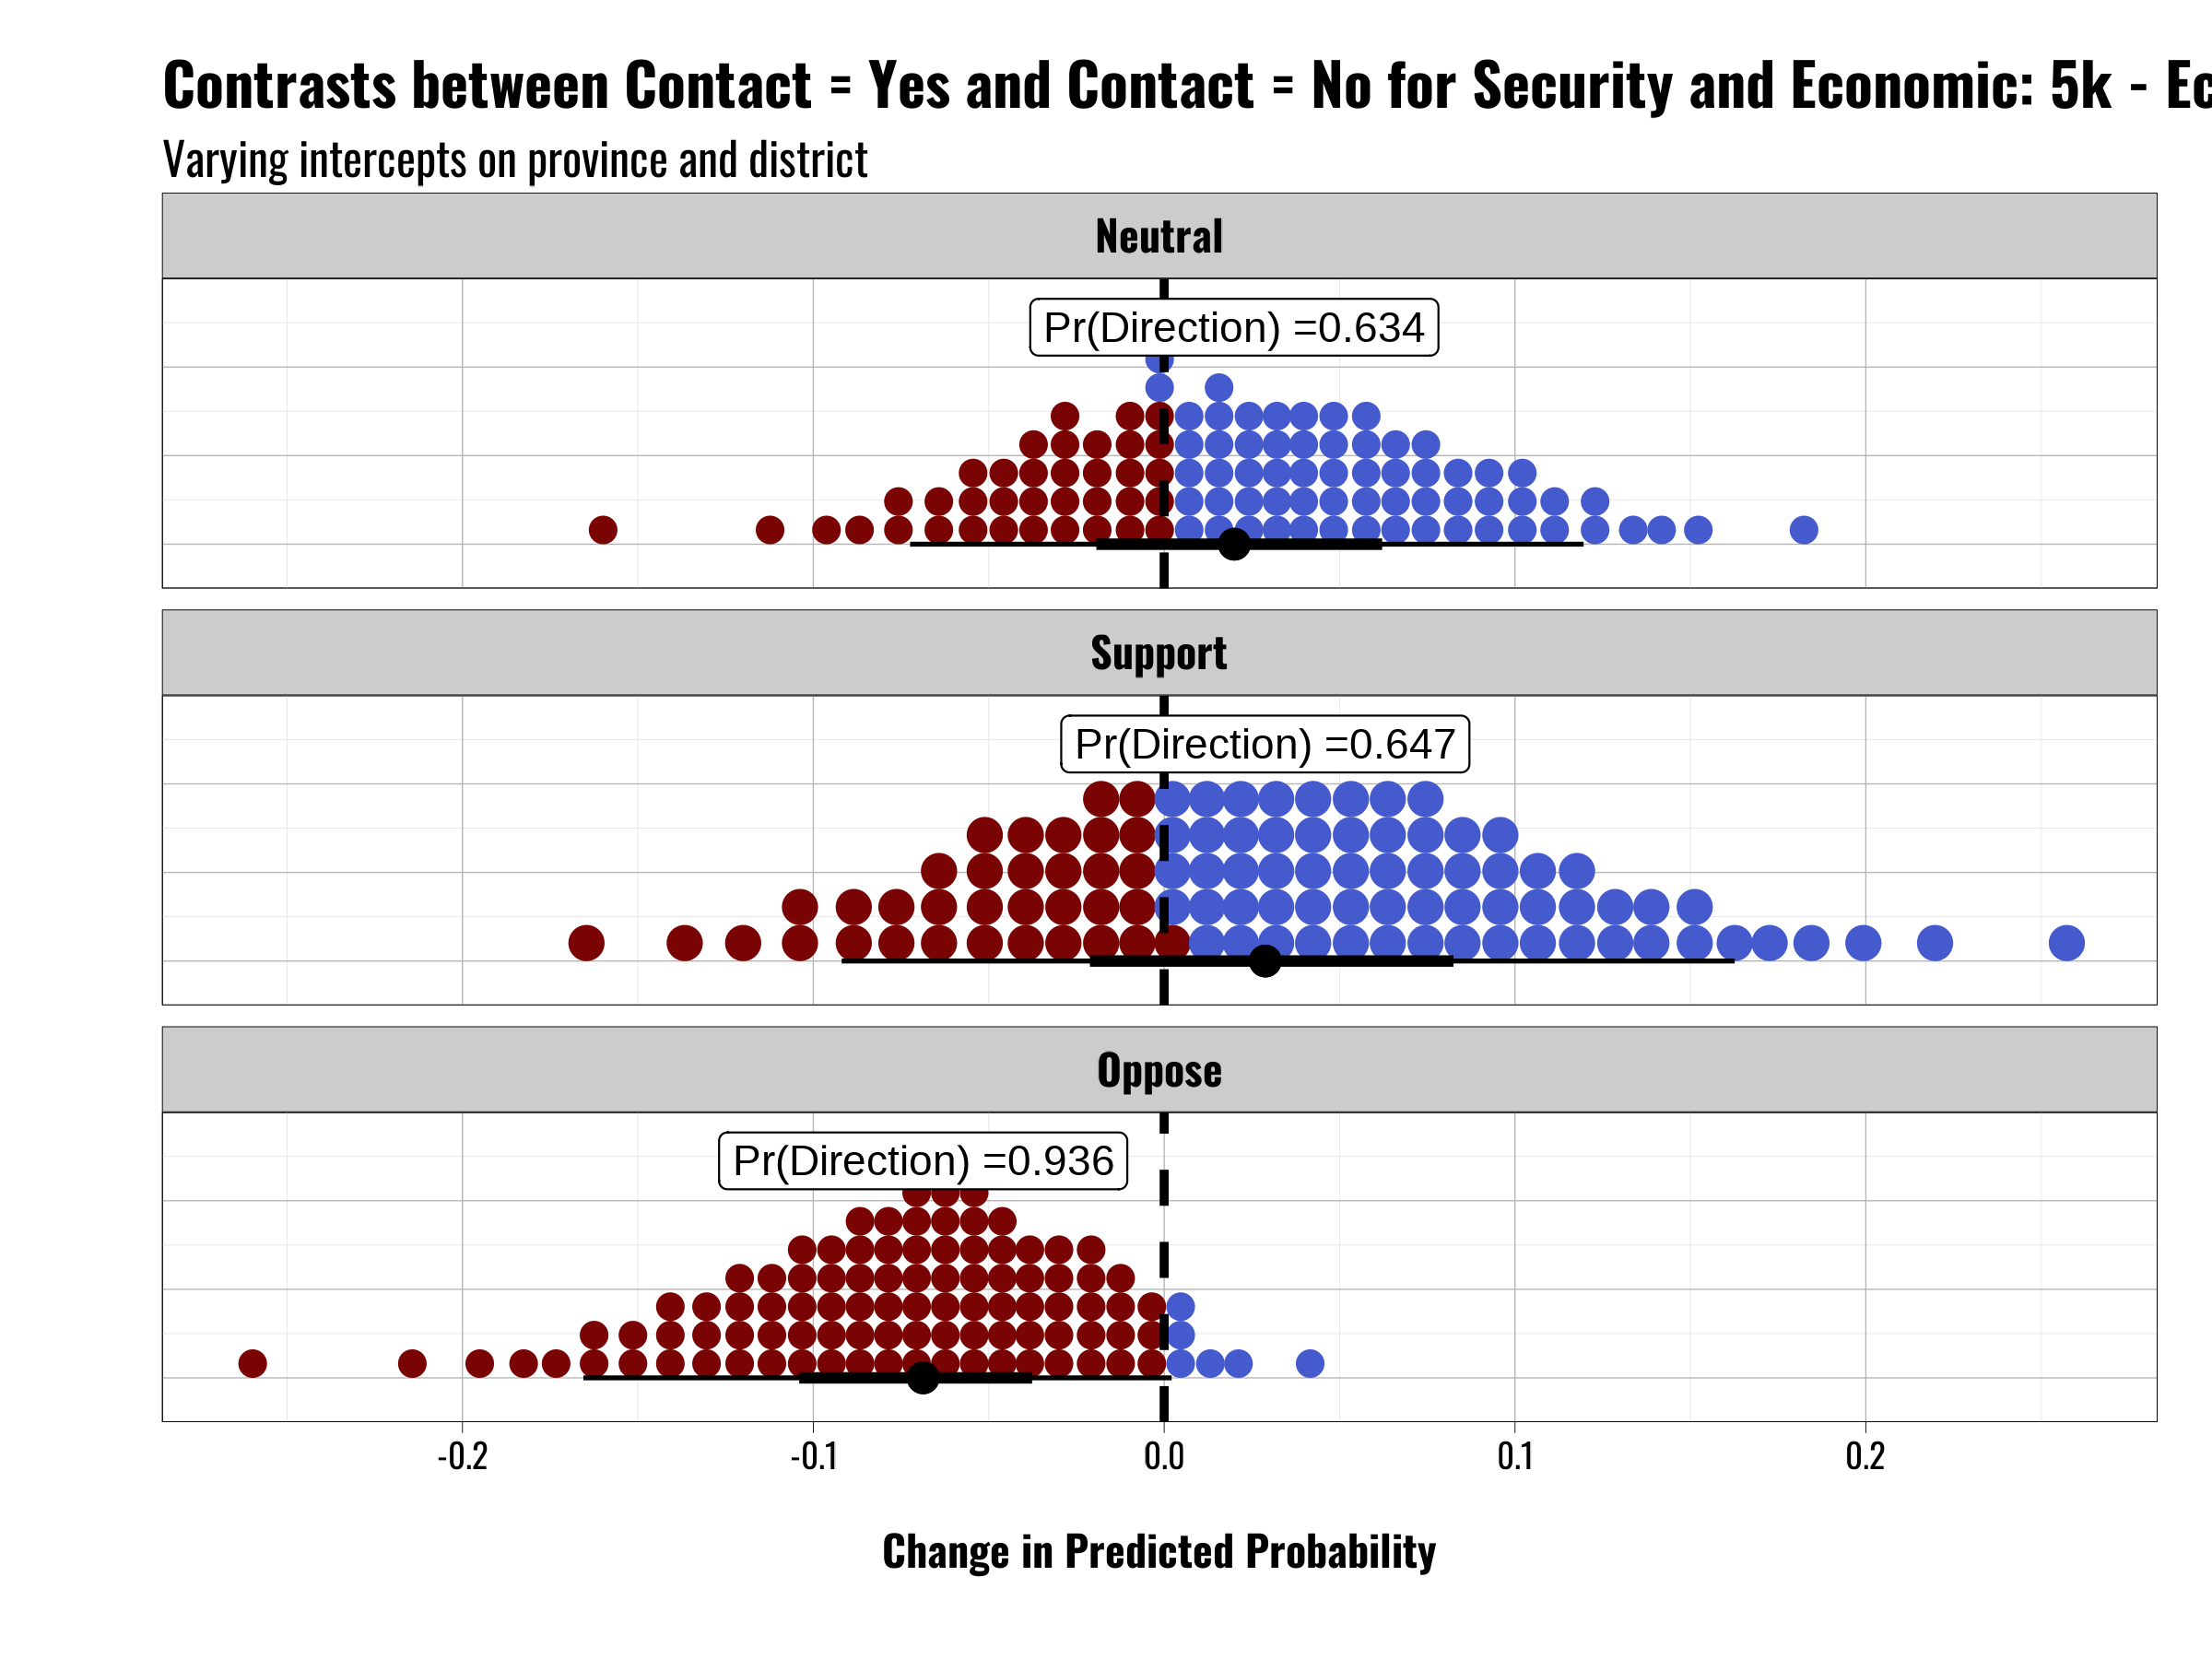 Contrasts between Contact = Yes and Contact = No for Security and Economic: 5k - Ec
Varying intercepts on province and district
Neutral
Pr(Direction) =0.634
Support
Pr(Direction) =0.647
Oppose
Pr(Direction) =0.936
-0.2 -0.1 0.0 0.1 0.2
Change in Predicted Probability